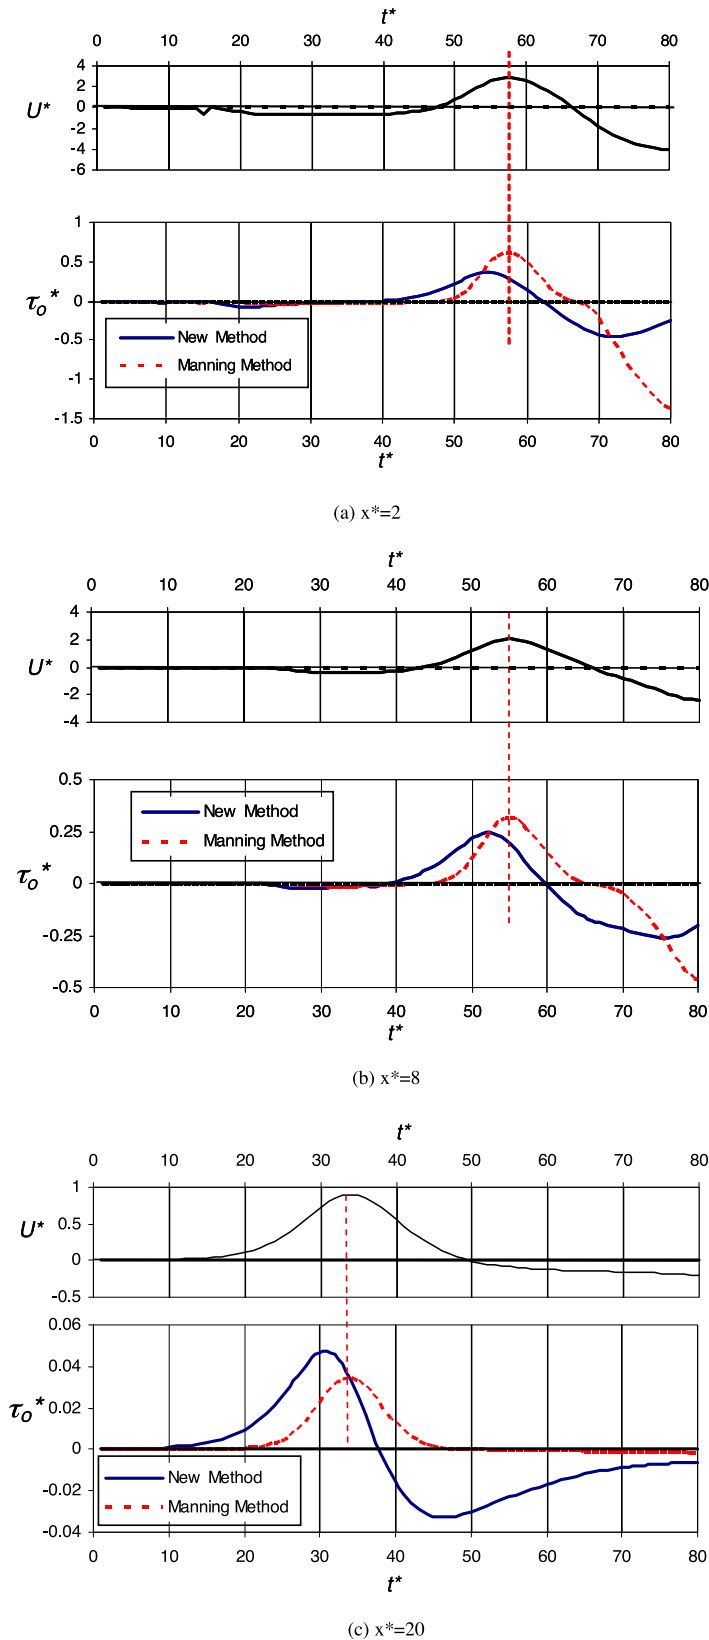 t*
0 10 20 30 40 50 60 70 80
4
2
0
-2
-4
-6
U*
1
0.5
0
-0.5
-1
-1.5
τo*
New Method
Manning Method
0 10 20 30 40 50 60 70 80
t*
(a) x*=2
t*
0 10 20 30 40 50 60 70 80
4
2
0
-2
-4
U*
0.5
0.25
0
-0.25
-0.5
τo*
New Method
Manning Method
0 10 20 30 40 50 60 70 80
t*
(b) x*=8
t*
0 10 20 30 40 50 60 70 80
1
0.5
0
-0.5
U*
0.06
0.04
0.02
0
-0.02
-0.04
τo*
New Method
Manning Method
0 10 20 30 40 50 60 70 80
t*
(c) x*=20